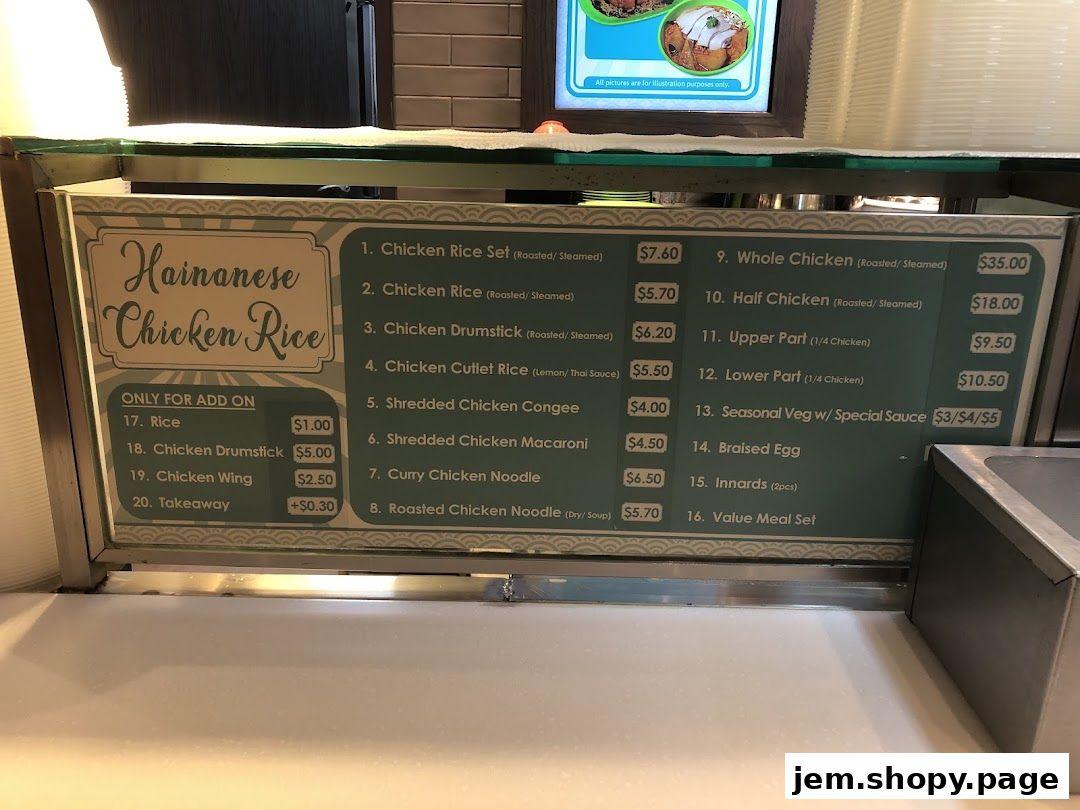 All pictures are for illustration purposes only.
Hainanese
Chicken Rice
ONLY FOR ADD ON
17. Rice $1.00
18. Chicken Drumstick $5.00
19. Chicken Wing $2.50
20. Takeaway +$0.30
1. Chicken Rice Set (Roasted/ Steamed) $7.60
2. Chicken Rice (Roasted/ Steamed) $5.70
3. Chicken Drumstick (Roasted/ Steamed) $6.20
4. Chicken Cutlet Rice (Lemon/ Thai Sauce) $5.50
5. Shredded Chicken Congee $4.00
6. Shredded Chicken Macaroni $4.50
7. Curry Chicken Noodle $6.50
8. Roasted Chicken Noodle (Dry/ Soup) $5.70
9. Whole Chicken (Roasted/ Steamed) $35.00
10. Half Chicken (Roasted/ Steamed) $18.00
11. Upper Part (1/4 Chicken) $9.50
12. Lower Part (1/4 Chicken) $10.50
13. Seasonal Veg w/ Special Sauce $3/$4/$5
14. Braised Egg
15. Innards (2pcs)
16. Value Meal Set
jem.shopy.page